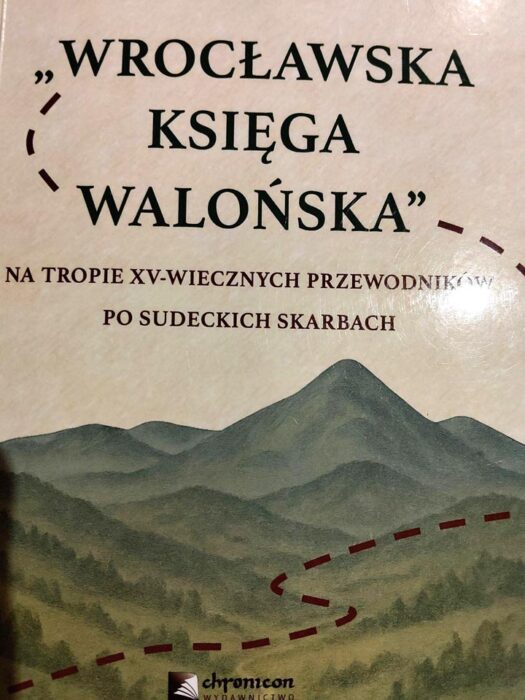 „WROCŁAWSKA
KSIĘGA
WALOŃSKA”
NA TROPIE XV-WIECZNYCH PRZEWODNIKÓW
PO SUDECKICH SKARBACH
chronicon
WYDAWNICTWO